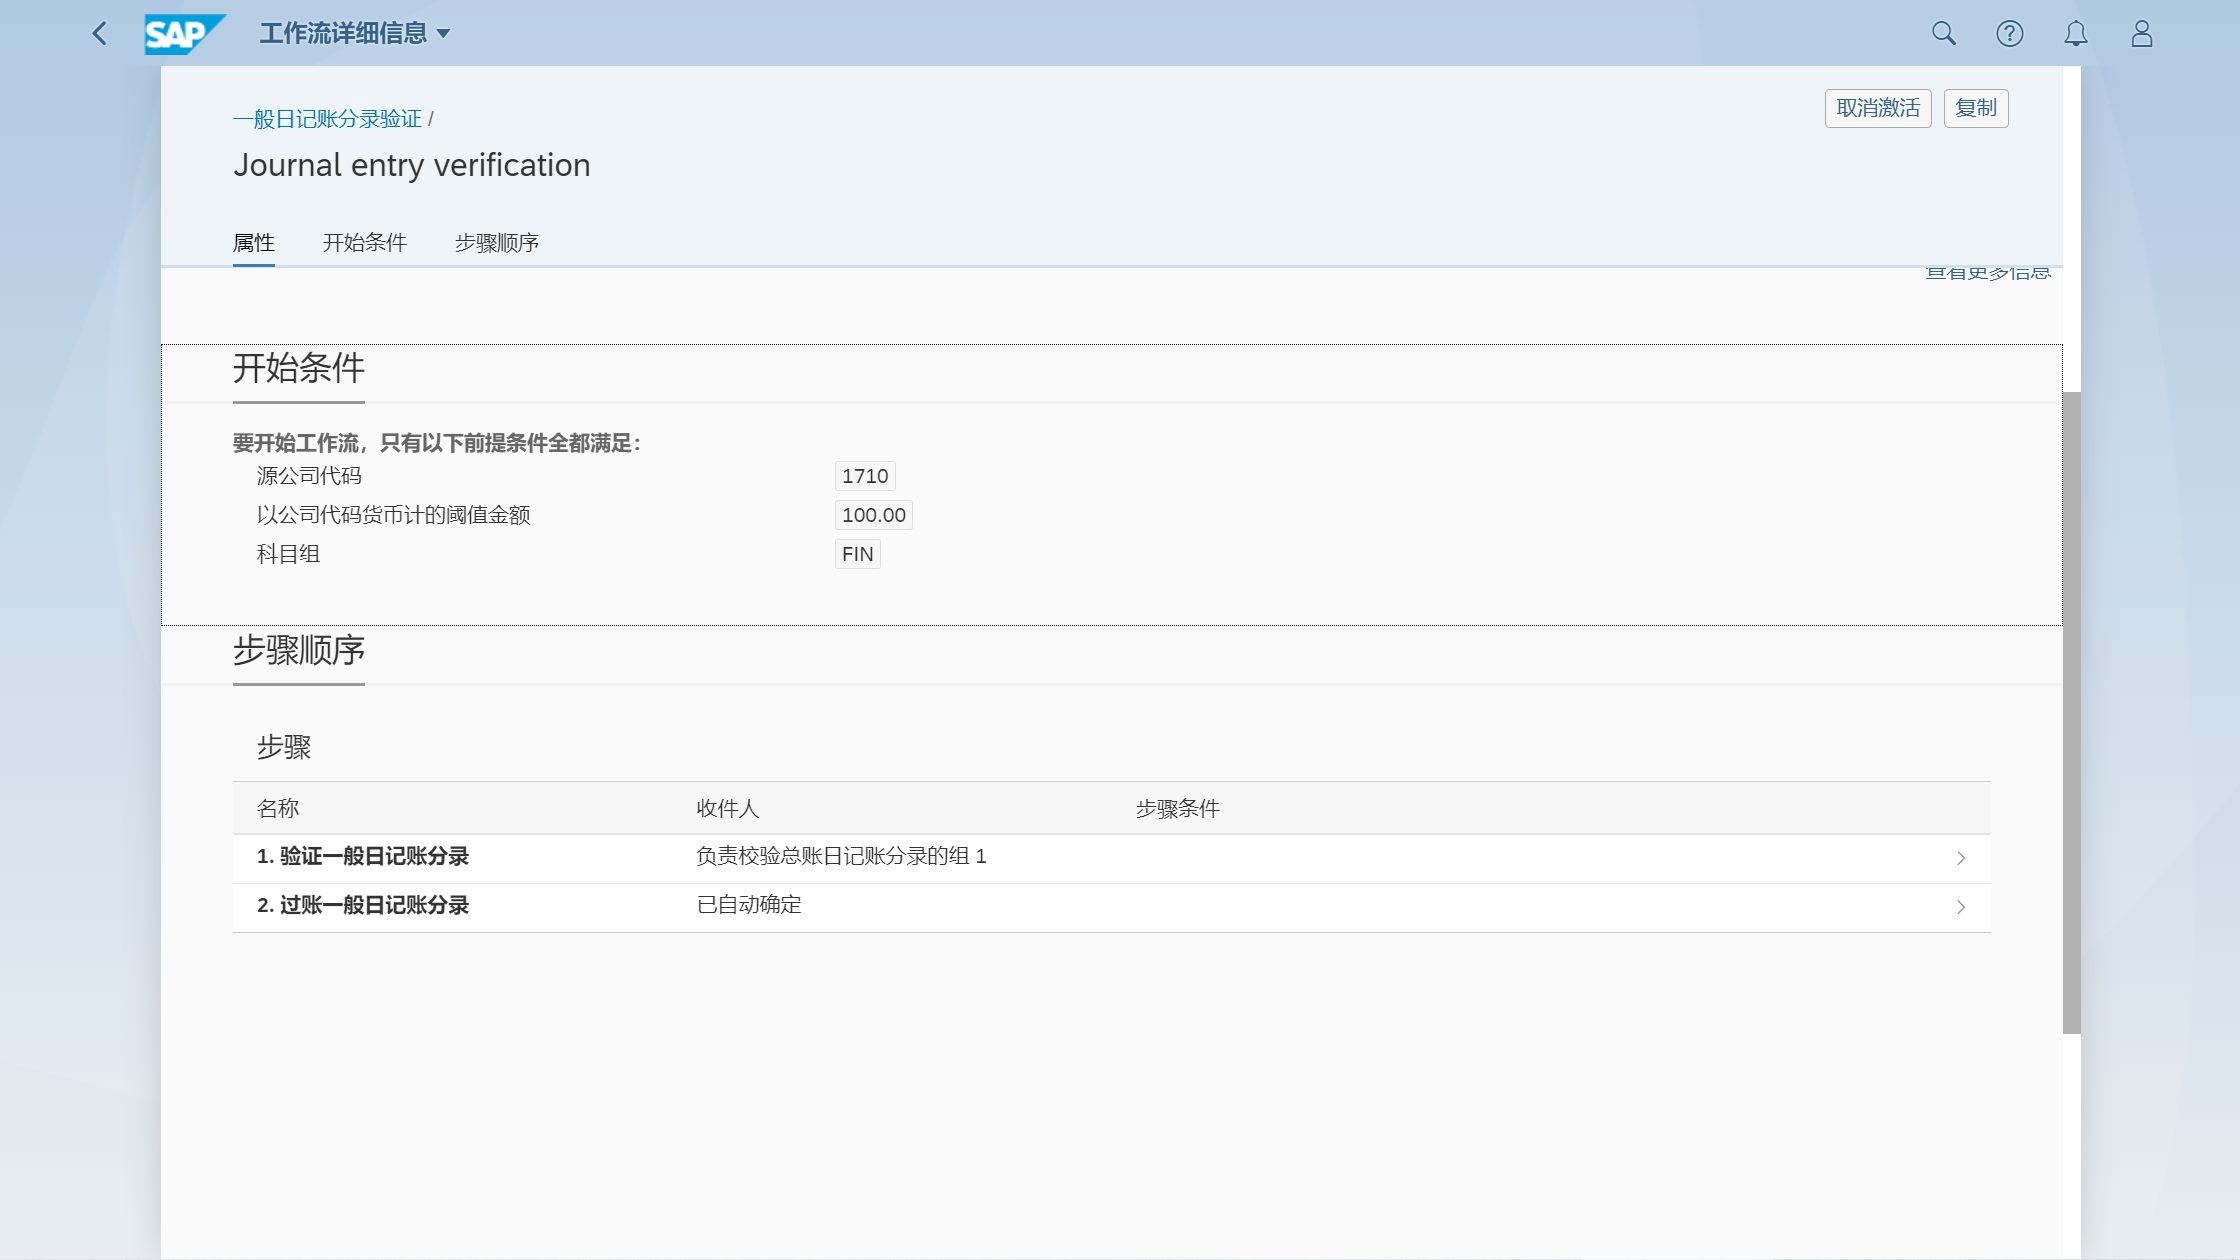 SAP 工作流详细信息
一般日记账分录验证 /
取消激活 复制
Journal entry verification
属性 开始条件 步骤顺序
查看更多信息
开始条件
要开始工作流，只有以下前提条件全都满足：
源公司代码 1710
以公司代码货币计的阈值金额 100.00
科目组 FIN
步骤顺序
步骤
名称 收件人 步骤条件
1. 验证一般日记账分录 负责校验总账日记账分录的组 1
2. 过账一般日记账分录 已自动确定